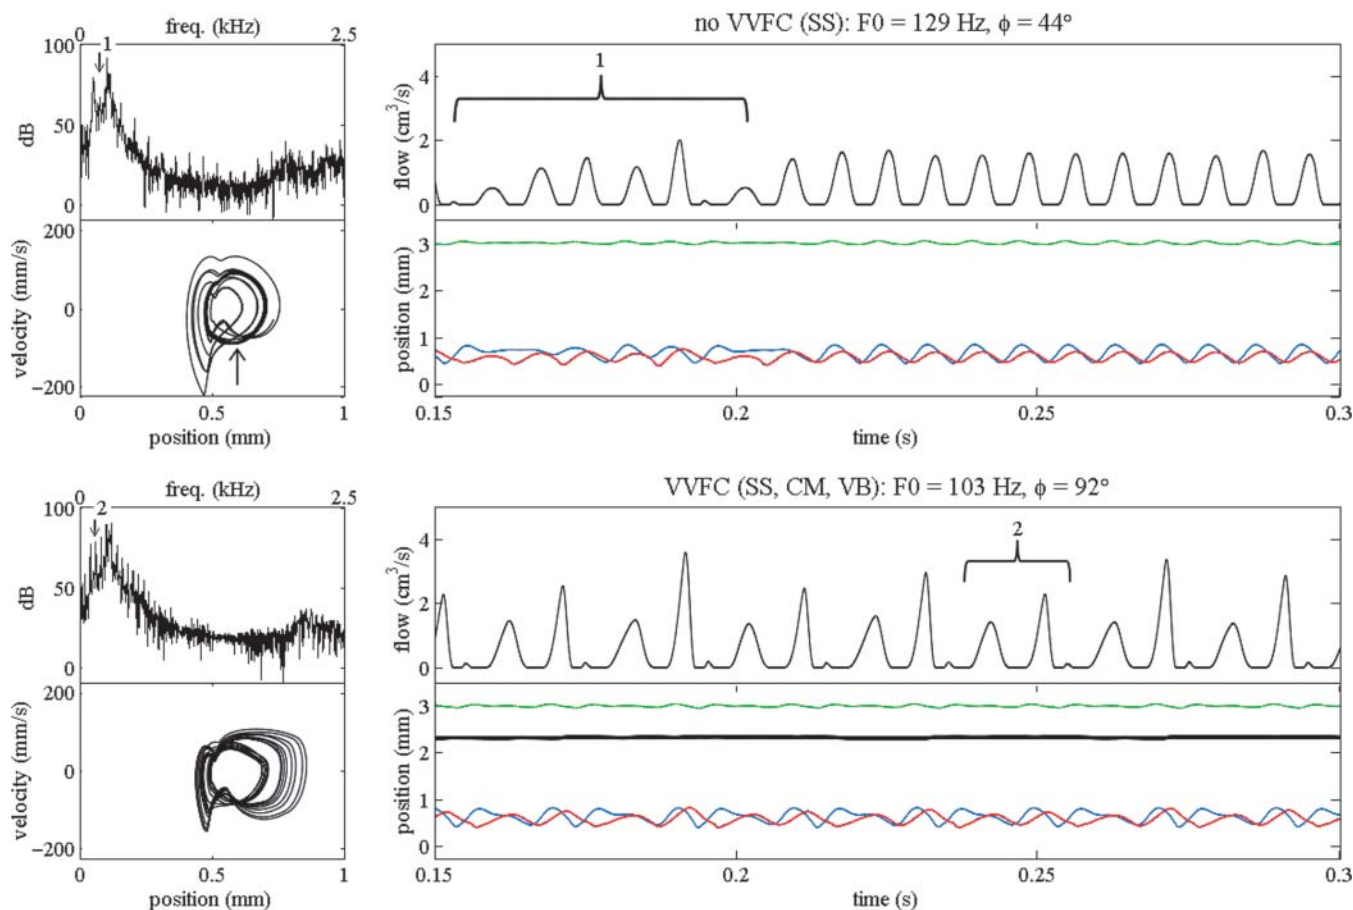 freq. (kHz)
0 2.5
1
100
50
0
dB
200
0
−200
velocity (mm/s)
0 0.5 1
position (mm)
no VVFC (SS): F0 = 129 Hz, ϕ = 44°
1
4
2
0
flow (cm³/s)
3
2
1
0
position (mm)
0.15 0.2 0.25 0.3
time (s)
freq. (kHz)
0 2.5
2
100
50
0
dB
200
0
−200
velocity (mm/s)
0 0.5 1
position (mm)
VVFC (SS, CM, VB): F0 = 103 Hz, ϕ = 92°
2
4
2
0
flow (cm³/s)
3
2
1
0
position (mm)
0.15 0.2 0.25 0.3
time (s)